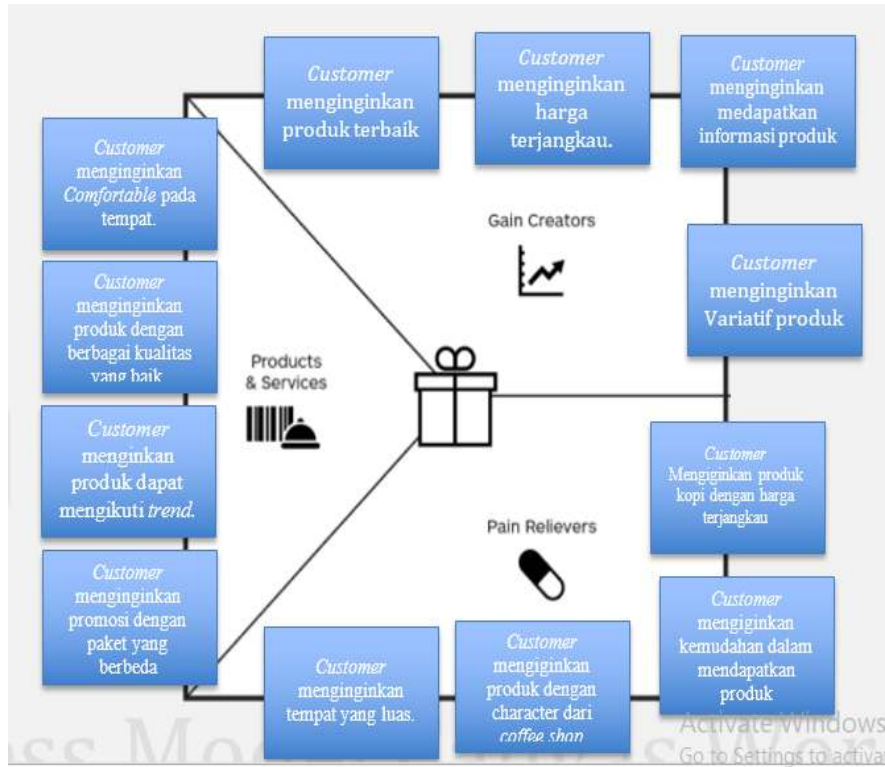 Customer
menginginkan
produk terbaik
Customer
menginginkan
harga
terjangkau.
Customer
menginginkan
medapatkan
informasi produk
Customer
menginginkan
Comfortable pada
tempat.
Gain Creators
Customer
menginginkan
Variatif produk
Customer
menginginkan
produk dengan
berbagai kualitas
yang baik
Products
& Services
Customer
menginkan
produk dapat
mengikuti trend.
Customer
Mengiginkan produk
kopi dengan harga
terjangkau
Pain Relievers
Customer
menginginkan
promosi dengan
paket yang
berbeda
Customer
mengiginkan
kemudahan dalam
mendapatkan
produk
Customer
menginginkan
tempat yang luas.
Customer
mengiginkan
produk dengan
character dari
coffee shop
Activate Windows
Go to Settings to activa